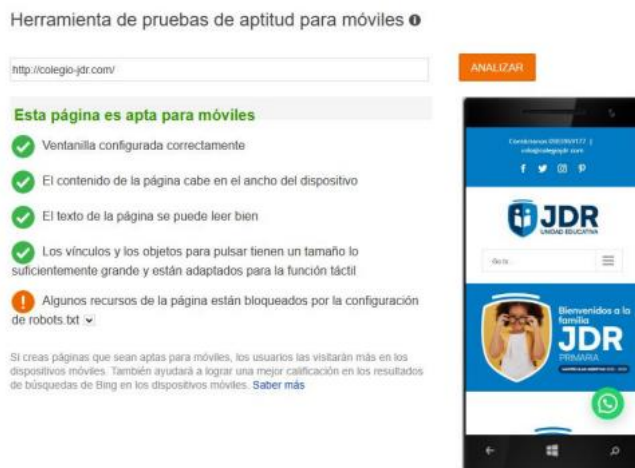 Herramienta de pruebas de aptitud para móviles
http://colegio-jdr.com/
ANALIZAR
Esta página es apta para móviles
Ventanilla configurada correctamente
El contenido de la página cabe en el ancho del dispositivo
El texto de la página se puede leer bien
Los vínculos y los objetos para pulsar tienen un tamaño lo
suficientemente grande y están adaptados para la función táctil
Algunos recursos de la página están bloqueados por la configuración
de robots.txt
Si creas páginas que sean aptas para móviles, los usuarios las visitarán más en los
dispositivos móviles. También ayudará a lograr una mejor calificación en los resultados
de búsquedas de Bing en los dispositivos móviles. Saber más
JDR
UNIDAD EDUCATIVA
Go to...
Bienvenidos a la
familia
JDR
PRIMARIA